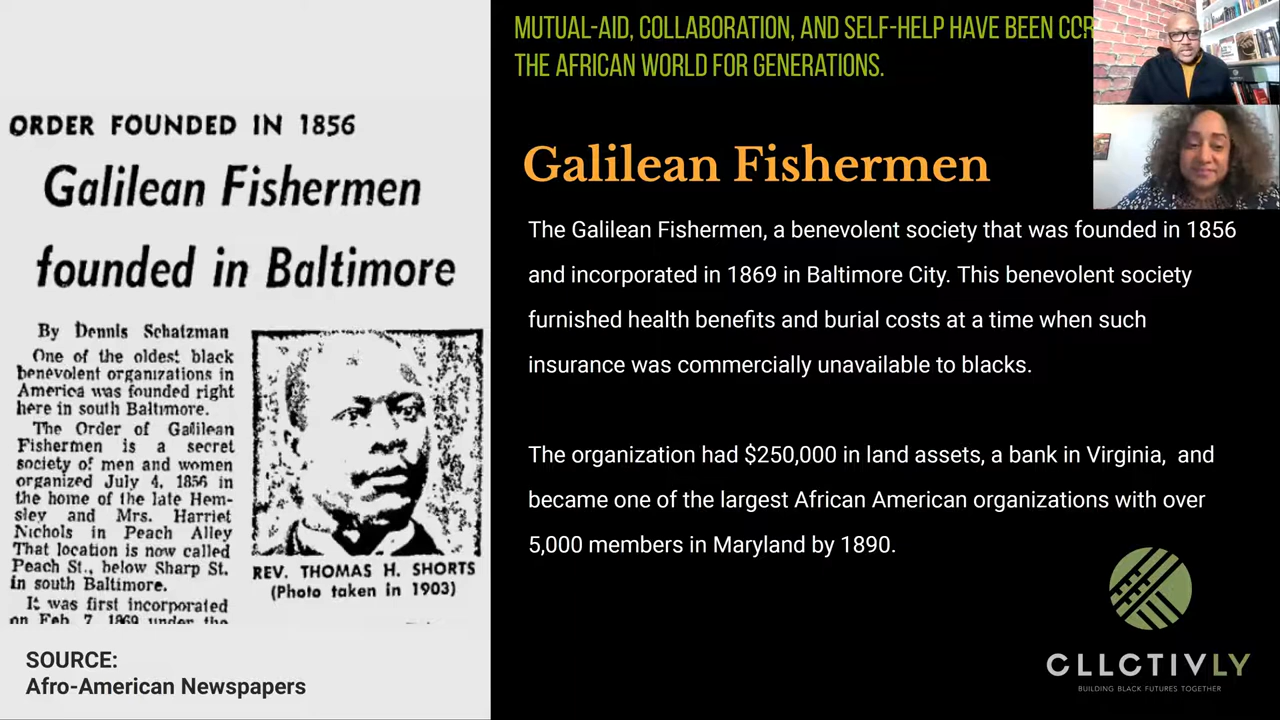 MUTUAL-AID, COLLABORATION, AND SELF-HELP HAVE BEEN
THE AFRICAN WORLD FOR GENERATIONS.
ORDER FOUNDED IN 1856
Galilean Fishermen
founded in Baltimore
By Dennis Schatzman
One of the oldest black
benevolent organizations in
America was founded right
here in south Baltimore.
The Order of Galilean
Fishermen is a secret
society of men and women
organized July 4, 1856 in
the home of the late Hem-
sley and Mrs. Harriet
Nichols in Peach Alley
That location is now called
Peach St., below Sharp St.
in south Baltimore.
It was first incorporated
on Feb. 7 1869 under the
REV. THOMAS H. SHORTS
(Photo taken in 1903)
SOURCE:
Afro-American Newspapers
Galilean Fishermen
The Galilean Fishermen, a benevolent society that was founded in 1856
and incorporated in 1869 in Baltimore City. This benevolent society
furnished health benefits and burial costs at a time when such
insurance was commercially unavailable to blacks.
The organization had $250,000 in land assets, a bank in Virginia, and
became one of the largest African American organizations with over
5,000 members in Maryland by 1890.
CLLCTIVLY
BUILDING BLACK FUTURES TOGETHER